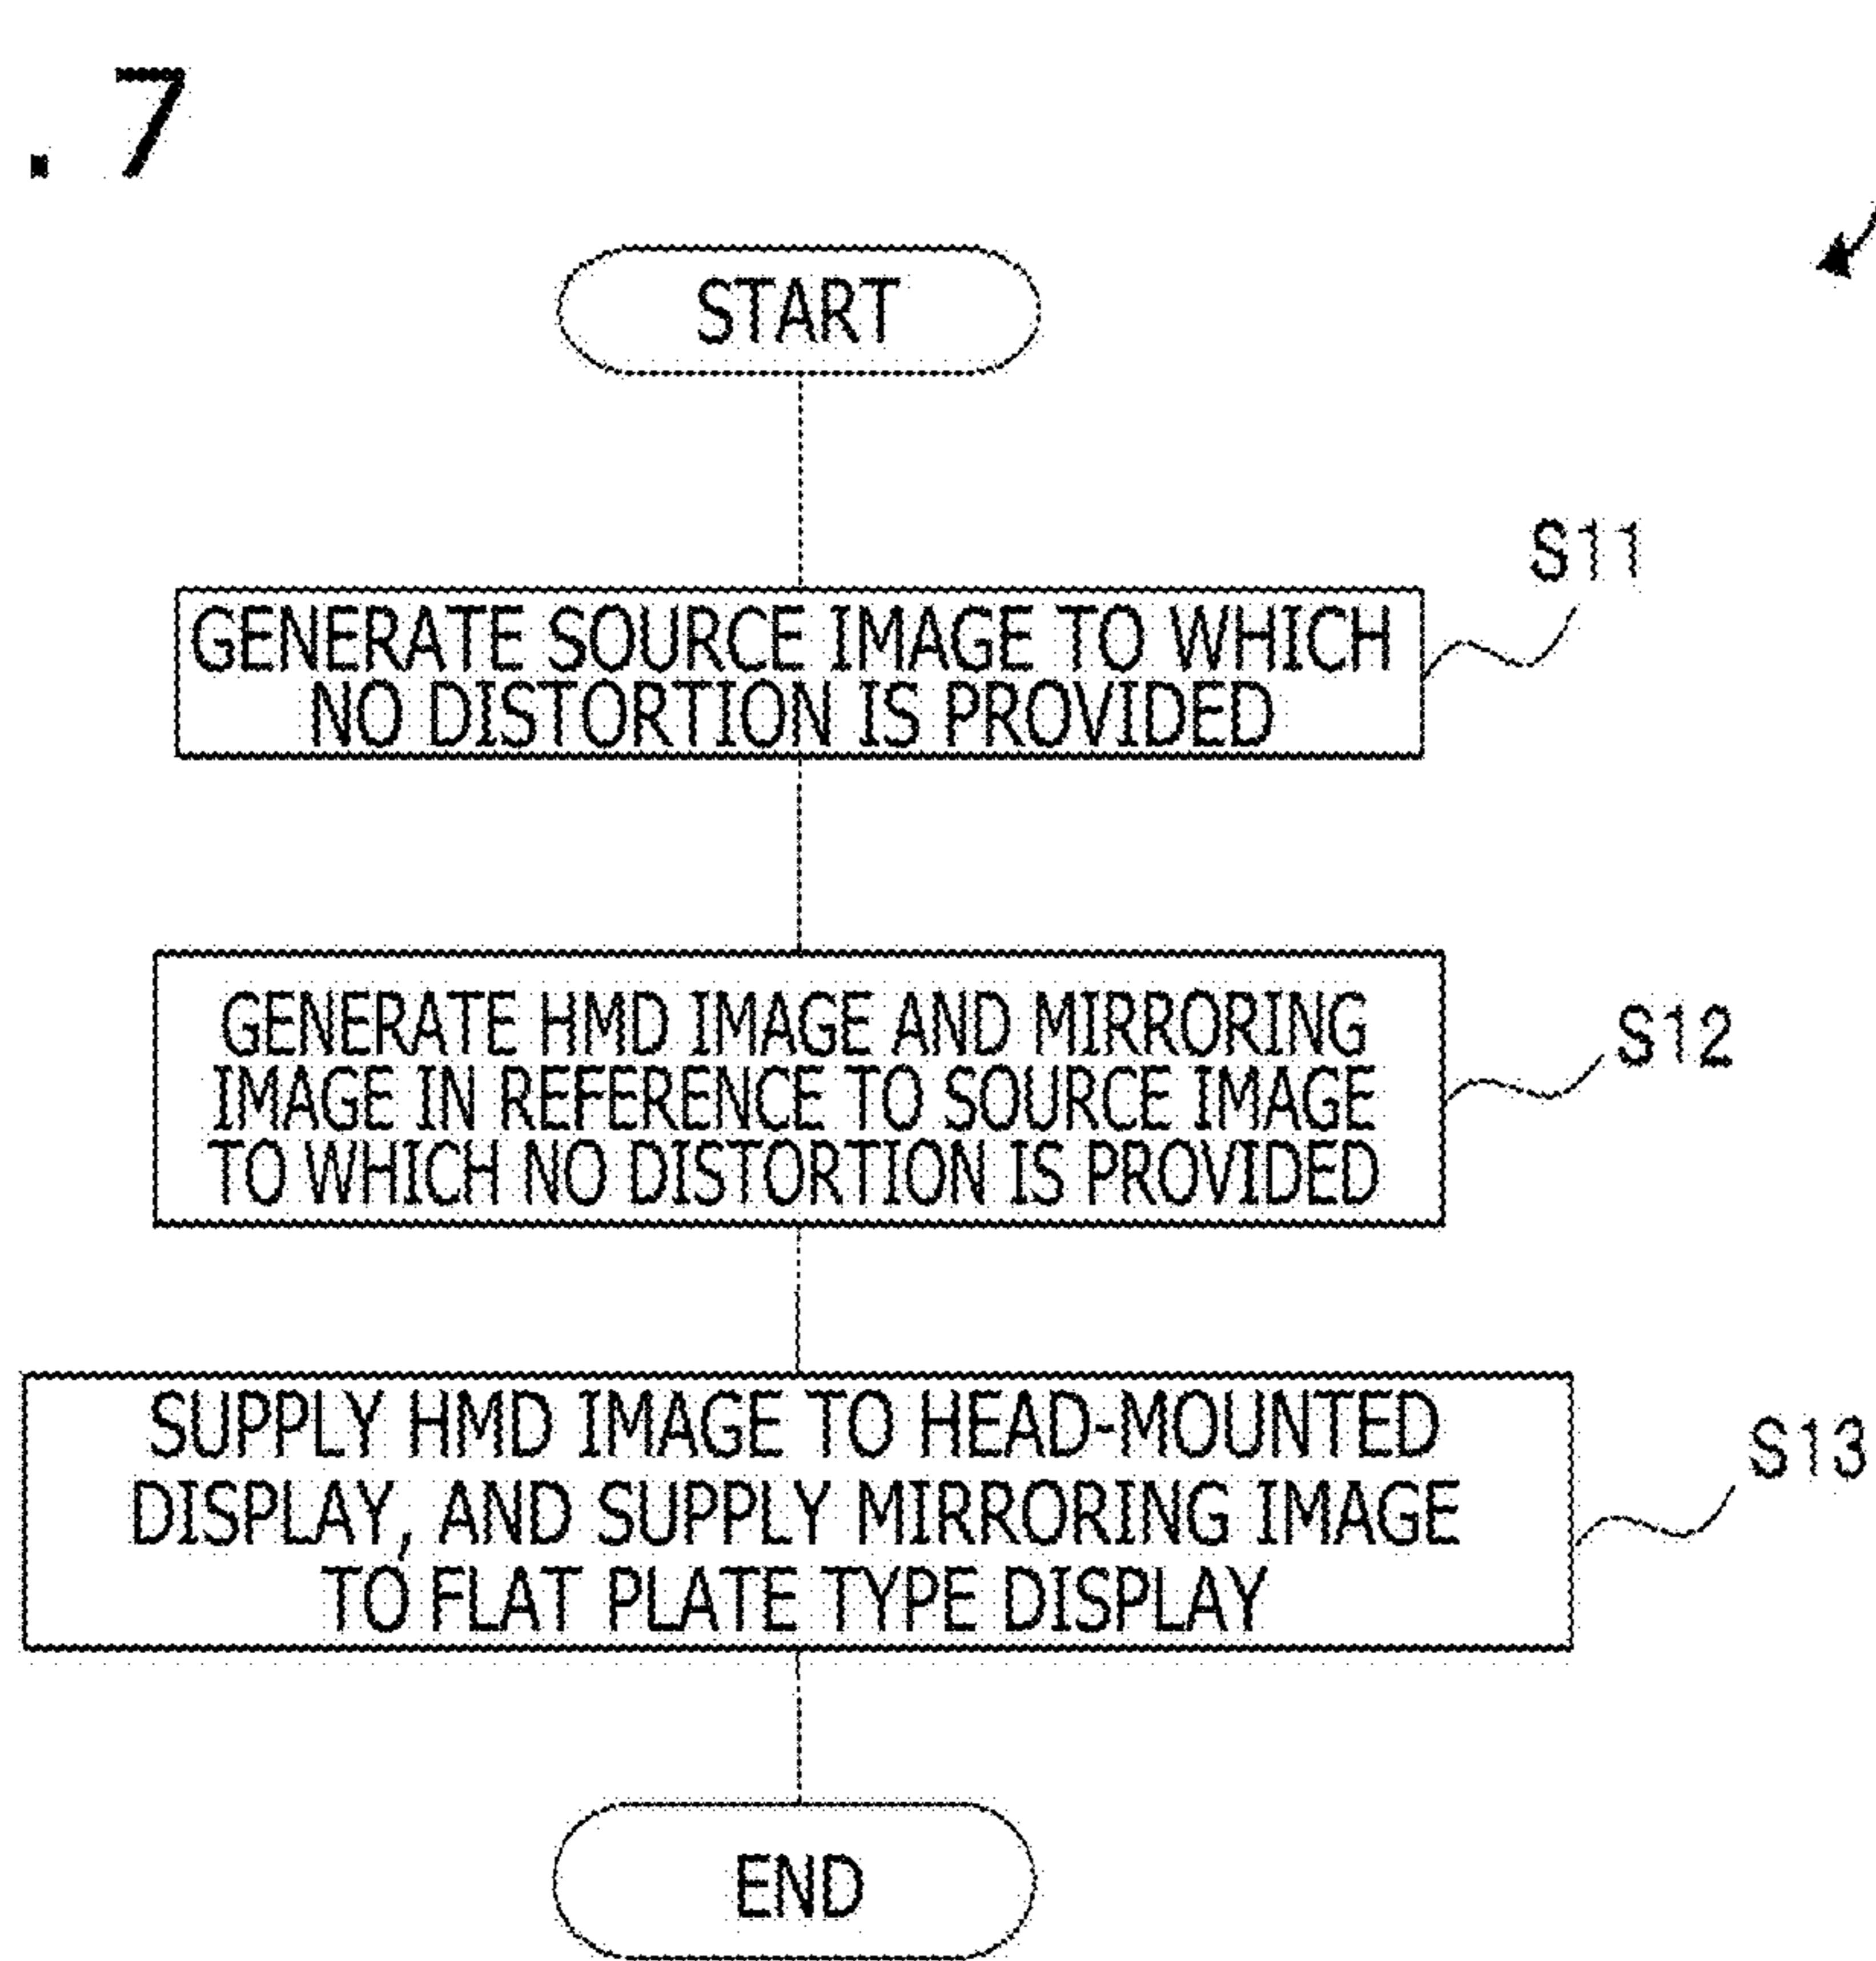 . 7
START
S11
GENERATE SOURCE IMAGE TO WHICH
NO DISTORTION IS PROVIDED
S12
GENERATE HMD IMAGE AND MIRRORING
IMAGE IN REFERENCE TO SOURCE IMAGE
TO WHICH NO DISTORTION IS PROVIDED
S13
SUPPLY HMD IMAGE TO HEAD-MOUNTED
DISPLAY, AND SUPPLY MIRRORING IMAGE
TO FLAT PLATE TYPE DISPLAY
END